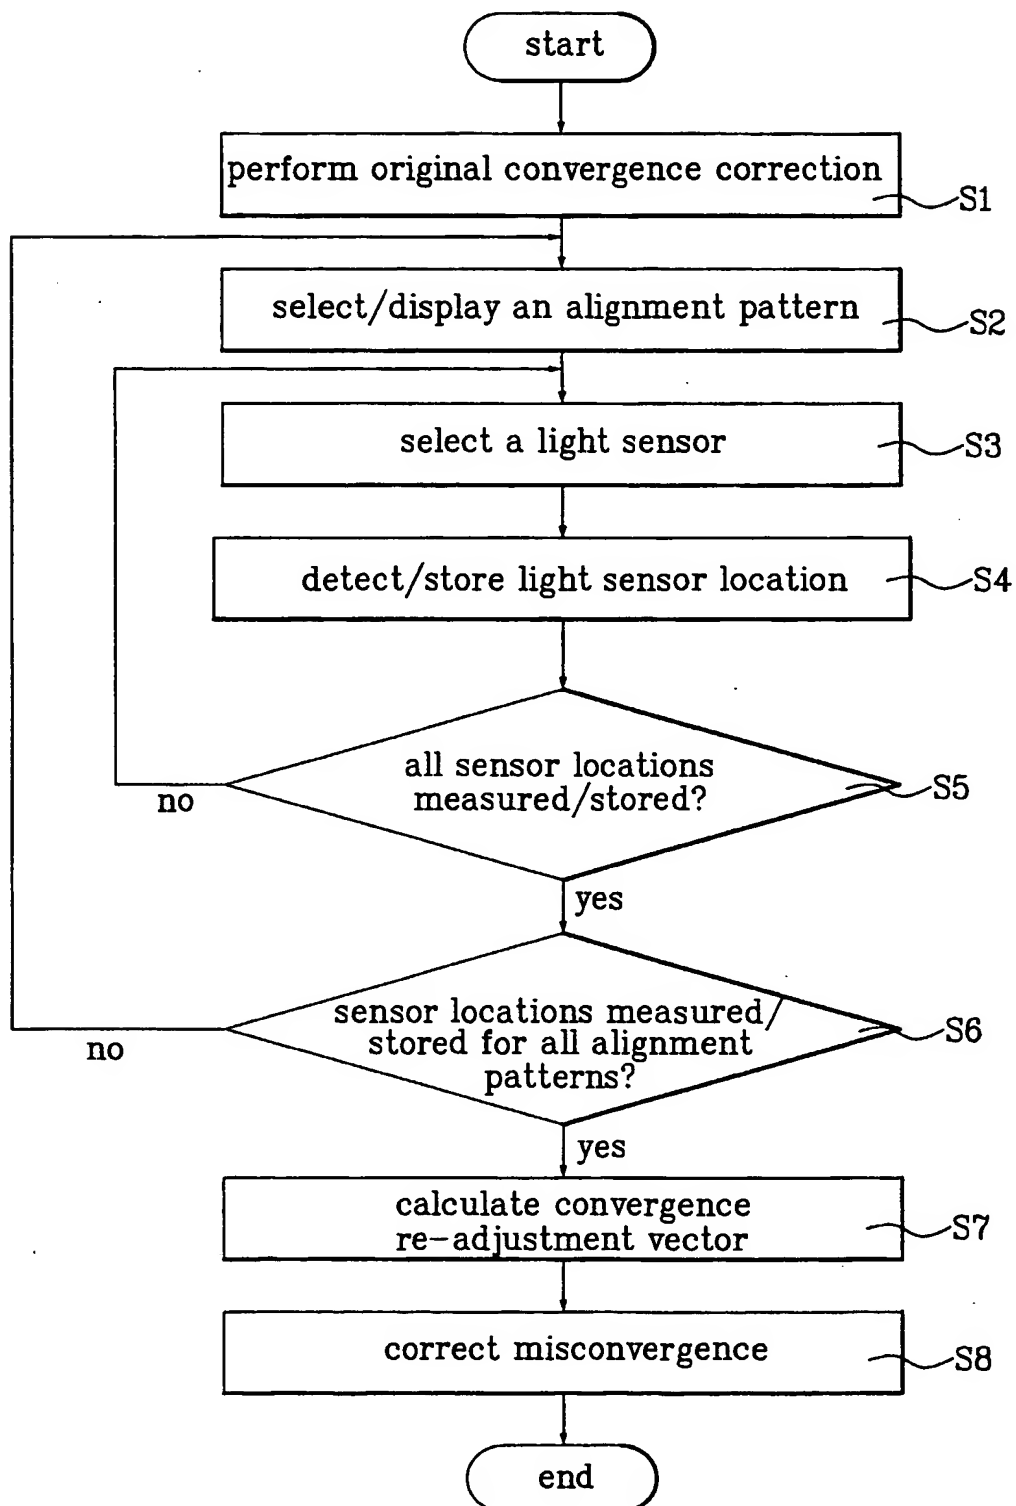 start
perform original convergence correction
S1
select/display an alignment pattern
S2
select a light sensor
S3
detect/store light sensor location
S4
all sensor locations
measured/stored?
S5
no
yes
sensor locations measured/
stored for all alignment
patterns?
S6
no
yes
calculate convergence
re-adjustment vector
S7
correct misconvergence
S8
end